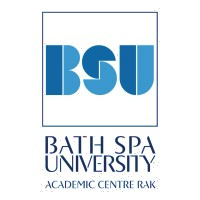 BSU
BATH SPA
UNIVERSITY
ACADEMIC CENTRE RAK